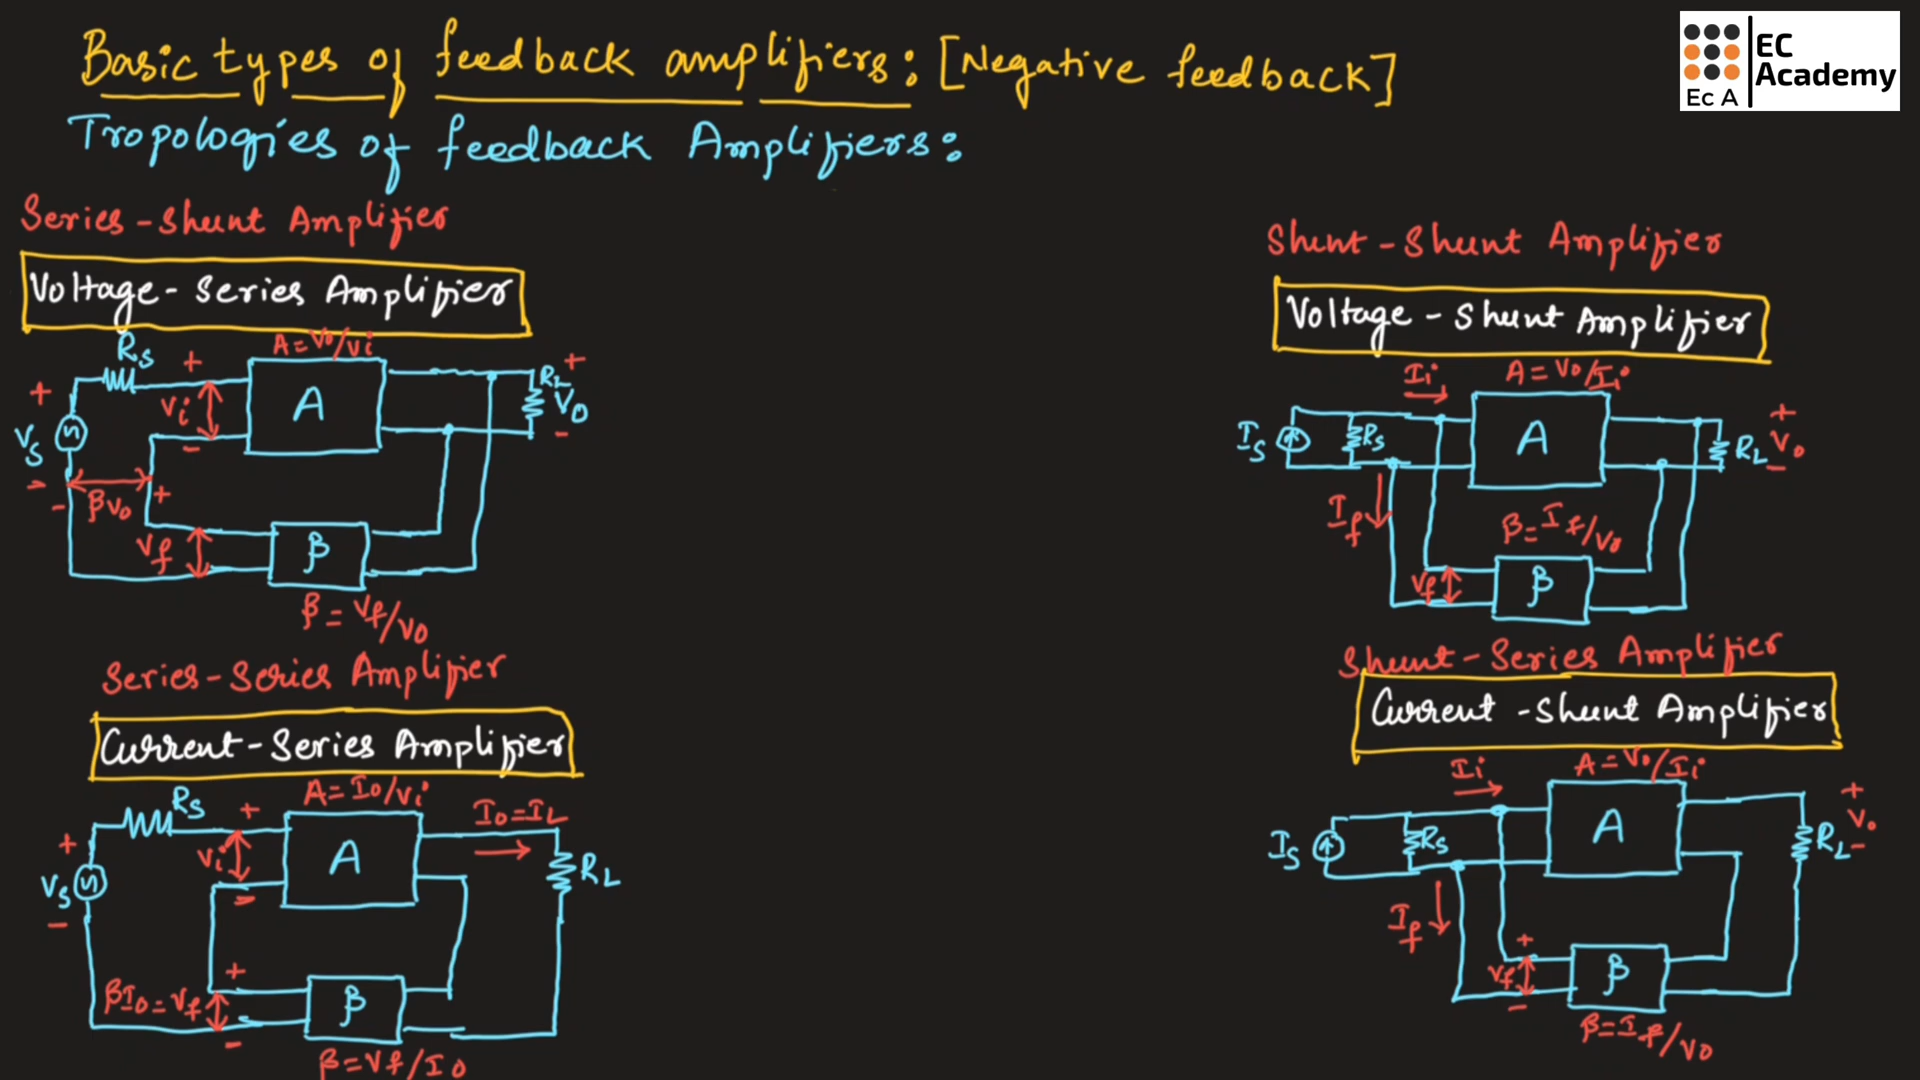 Basic types of feedback amplifiers: [Negative feedback]
EC
Academy
Ec A
Tropologies of feedback Amplifiers:
Series-Shunt Amplifier
Voltage-Series Amplifier
Rs
+
A=Vo/Vi
+
Vi
A
RL
Vo
-
Vs
-
-
βVo
+
Vf
β
β=Vf/Vo
Shunt-Shunt Amplifier
Voltage-Shunt Amplifier
Ii
A=Vo/Ii
Is
Rs
A
RL
+
Vo
-
If
β=If/Vo
Vf
β
Series-Series Amplifier
Current-Series Amplifier
Rs
+
A=Io/Vi
Io=IL
+
Vi
A
RL
Vs
-
-
+
βIo=Vf
β
-
β=Vf/Io
Shunt-Series Amplifier
Current-Shunt Amplifier
Ii
A=Vo/Ii
+
Vo
-
Is
Rs
A
RL
If
+
Vf
β
-
β=If/Vo